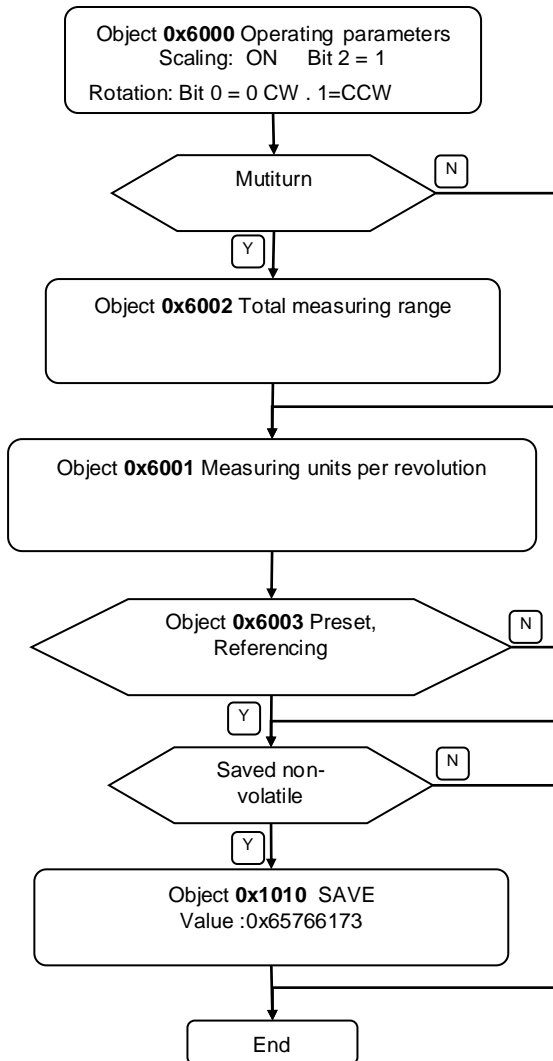 Object 0x6000 Operating parameters
Scaling: ON Bit 2 = 1
Rotation: Bit 0 = 0 CW . 1=CCW
Mutiturn
N
Y
Object 0x6002 Total measuring range
Object 0x6001 Measuring units per revolution
Object 0x6003 Preset,
Referencing
N
Y
Saved non-
volatile
N
Y
Object 0x1010 SAVE
Value :0x65766173
End